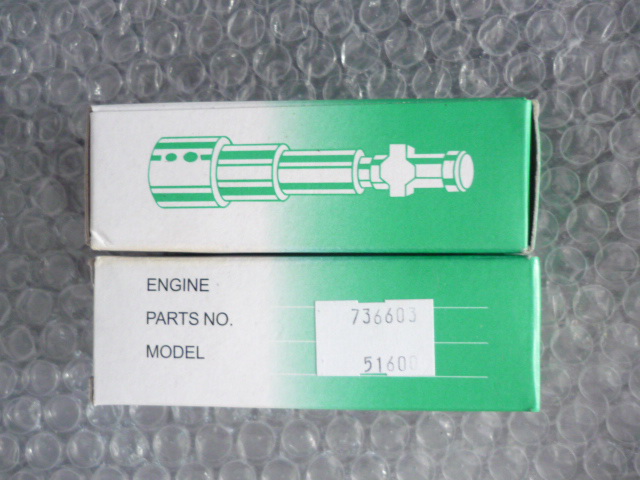 ENGINE
PARTS NO.
736603
MODEL
51600